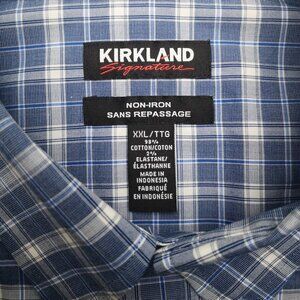 KIRKLAND
Signature
NON-IRON
SANS REPASSAGE
XXL/TTG
98%
COTTON/COTON
2%
ELASTANE/
ÉLASTHANNE
MADE IN
INDONESIA
FABRIQUÉ
EN INDONÉSIE